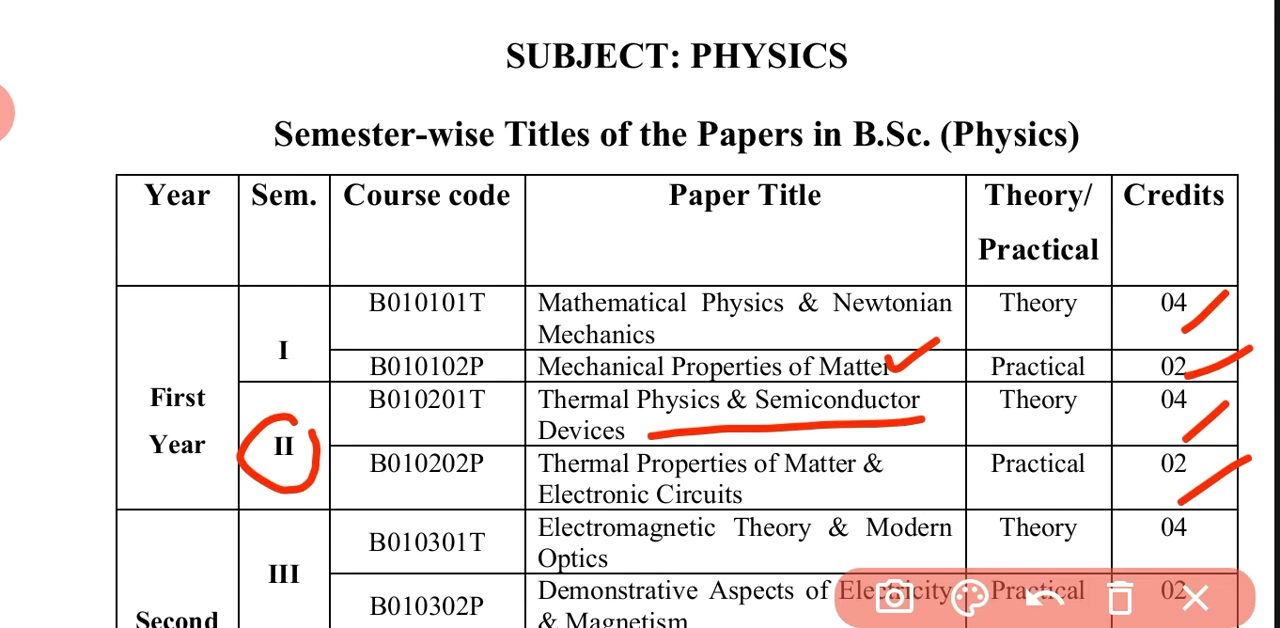 SUBJECT: PHYSICS
Semester-wise Titles of the Papers in B.Sc. (Physics)
Year Sem. Course code Paper Title Theory/ Credits
Practical
First Year
I
B010101T Mathematical Physics & Newtonian Theory 04
Mechanics
B010102P Mechanical Properties of Matter Practical 02
II
B010201T Thermal Physics & Semiconductor Theory 04
Devices
B010202P Thermal Properties of Matter & Practical 02
Electronic Circuits
Second
III
B010301T Electromagnetic Theory & Modern Theory 04
Optics
B010302P Demonstrative Aspects of Electricity Practical 02
& Magnetism